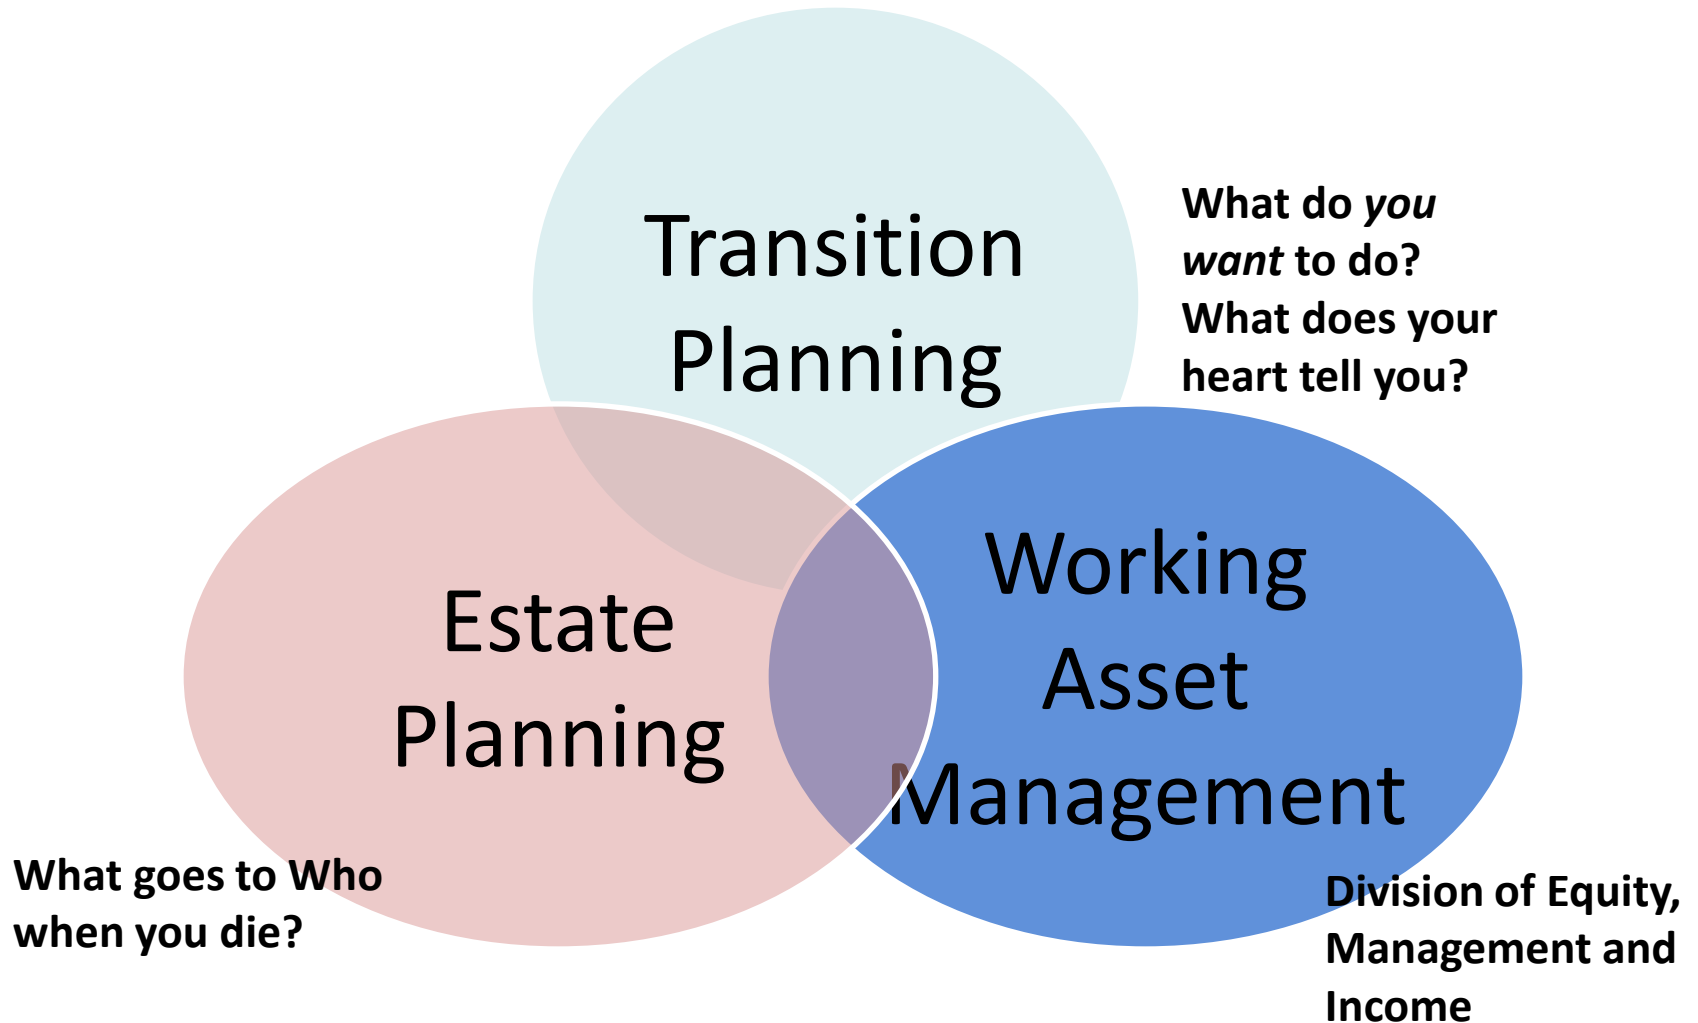 Transition
Planning
What do you
want to do?
What does your
heart tell you?
Estate
Planning
Working
Asset
Management
What goes to Who
when you die?
Division of Equity,
Management and
Income